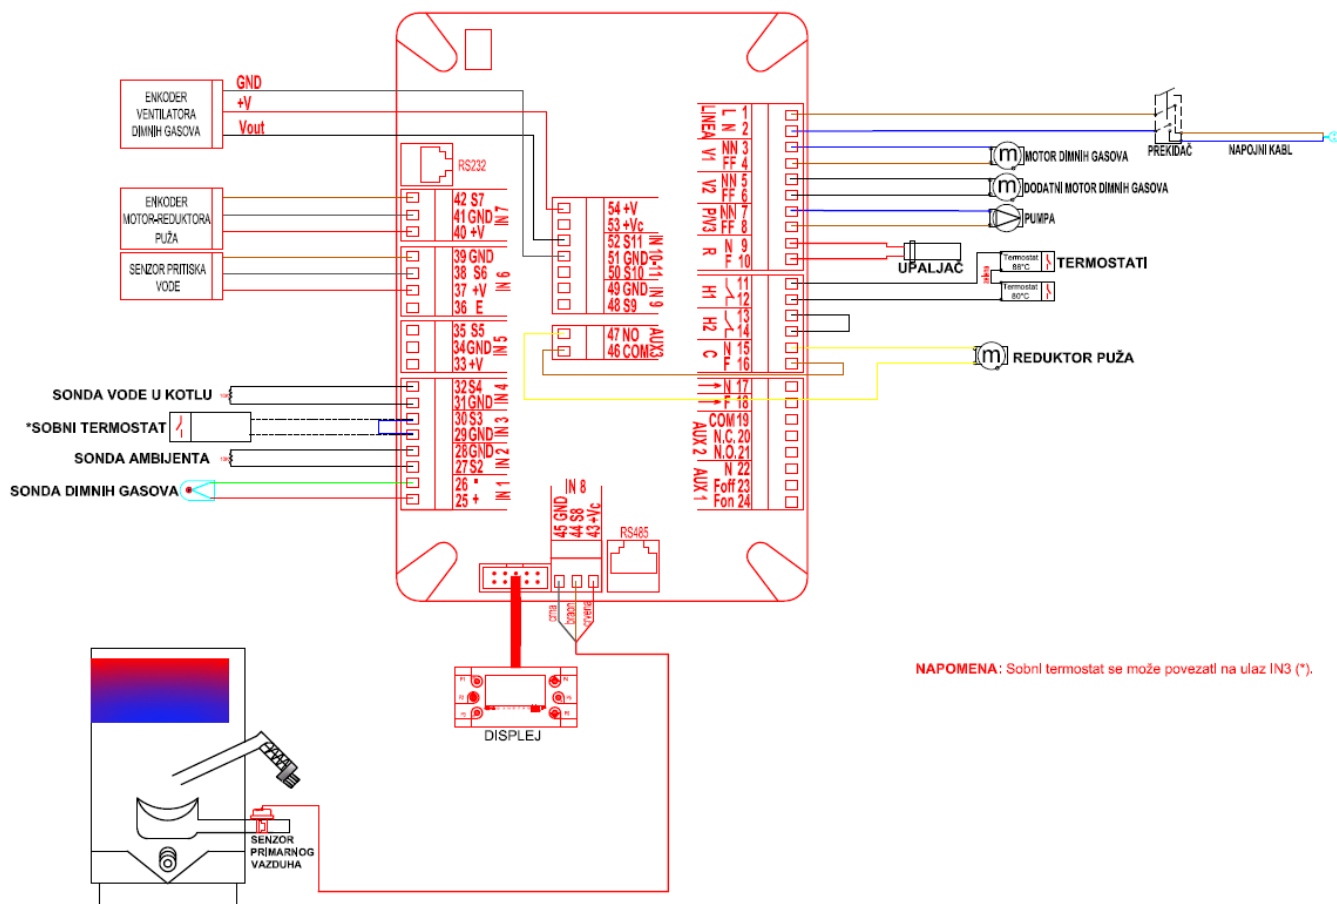 ENKODER
VENTILATORA
DIMNIH GASOVA
GND
+V
Vout
RS232
ENKODER
MOTOR-REDUKTORA
PUŽA
SENZOR PRITISKA
VODE
42 S7
41 GND
40 +V
IN 7
39 GND
38 S6
37 +V
36 E
IN 6
35 S5
34 GND
33 +V
IN 5
32 S4
31 GND
IN 4
30 S3
29 GND
IN 3
28 GND
27 S2
IN 2
26 -
25 +
IN 1
SONDA VODE U KOTLU
*SOBNI TERMOSTAT
SONDA AMBIJENTA
SONDA DIMNIH GASOVA
54 +V
53 +Vc
52 S11
51 GND
50 S10
IN 10-11
49 GND
48 S9
IN 9
47 NO
46 COM
AUX3
IN 8
45 GND
44 S8
43 +Vc
RS485
crna
braon
crvena
LINEA
L 1
N 2
V1
NN 3
FF 4
V2
NN 5
FF 6
P/V3
NN 7
FF 8
R
N 9
F 10
H1
11
12
H2
13
14
C
N 15
F 16
N 17
F 18
AUX 2
COM 19
N.C. 20
N.O. 21
AUX 1
N 22
Foff 23
Fon 24
PREKIDAČ
NAPOJNI KABL
MOTOR DIMNIH GASOVA
DODATNI MOTOR DIMNIH GASOVA
PUMPA
UPALJAČ
Termostat
88°C
TERMOSTATI
Termostat
80°C
m
m
m
REDUKTOR PUŽA
DISPLEJ
NAPOMENA: Sobni termostat se može povezati na ulaz IN3 (*).
SENZOR
PRIMARNOG
VAZDUHA